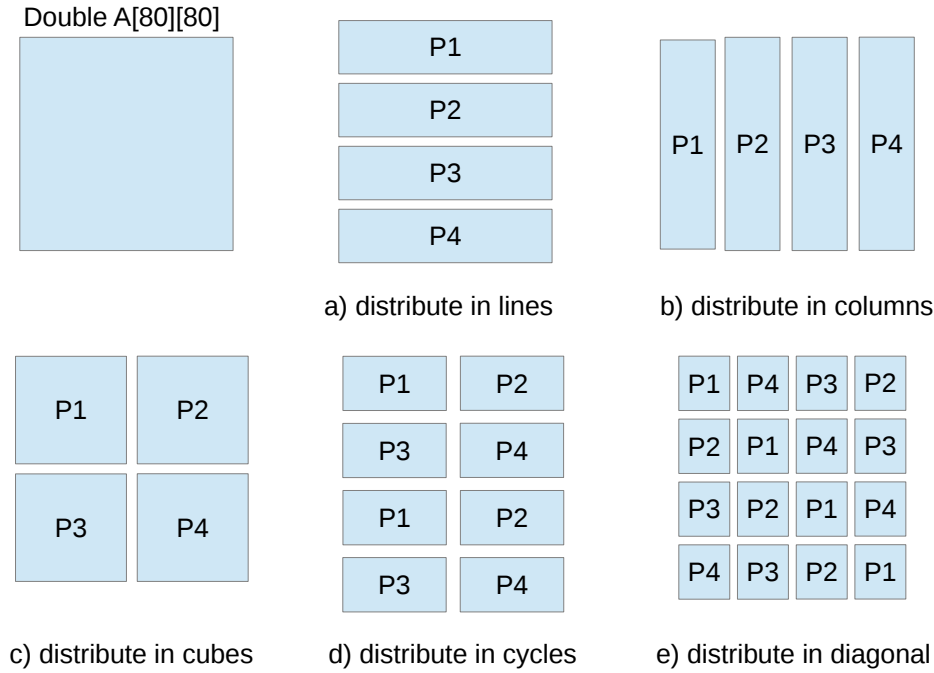 Double A[80][80]
P1
P2
P3
P4
a) distribute in lines
P1 P2 P3 P4
b) distribute in columns
P1 P2
P3 P4
c) distribute in cubes
P1 P2
P3 P4
P1 P2
P3 P4
d) distribute in cycles
P1 P4 P3 P2
P2 P1 P4 P3
P3 P2 P1 P4
P4 P3 P2 P1
e) distribute in diagonal